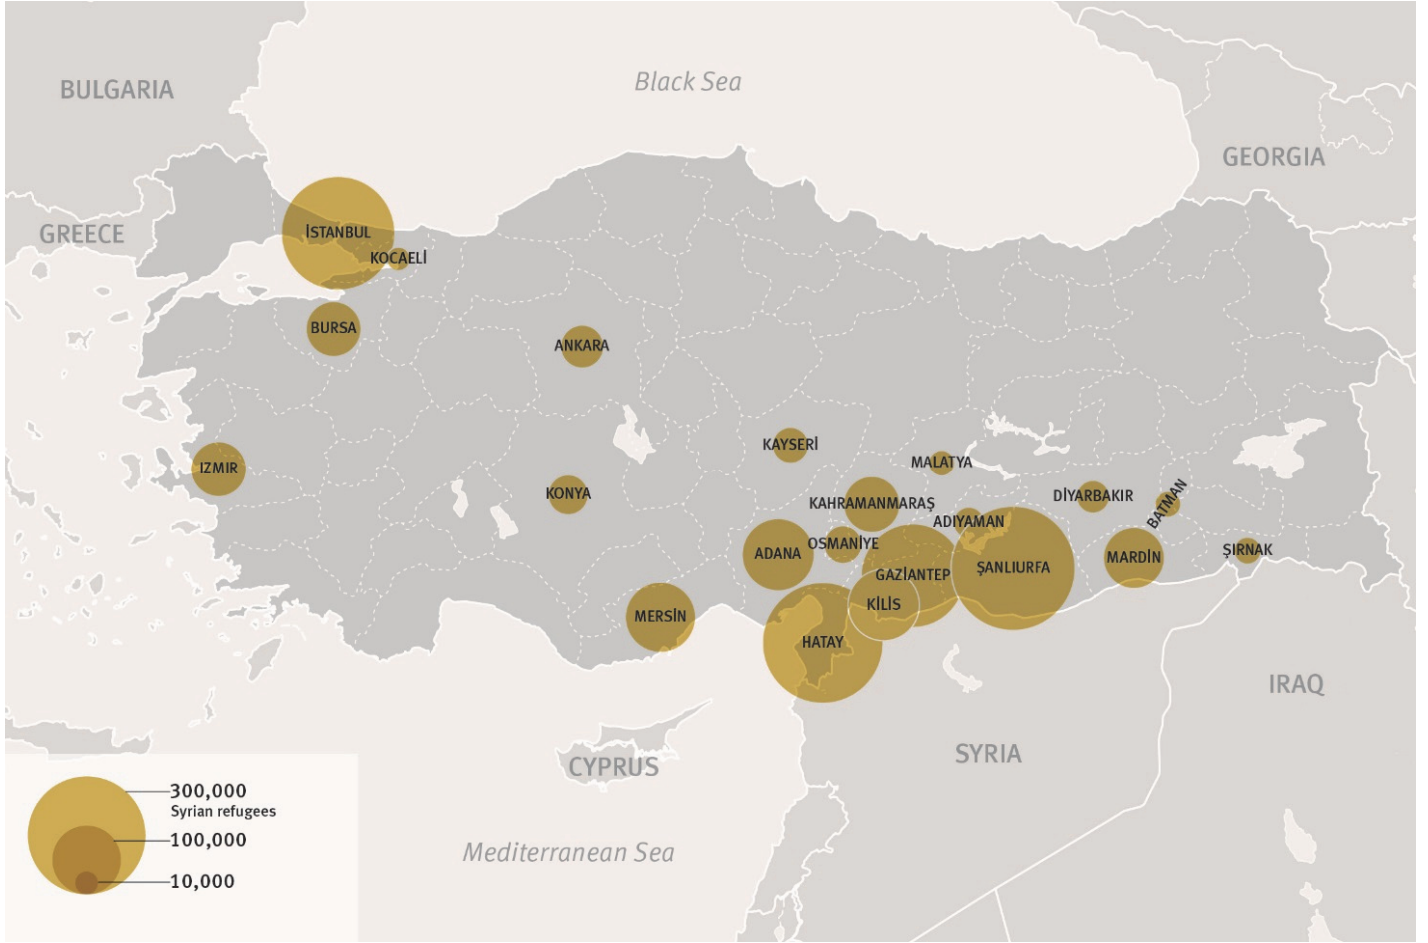 Black Sea
BULGARIA
GEORGIA
GREECE
İSTANBUL
KOCAELİ
BURSA
ANKARA
KAYSERİ
MALATYA
IZMIR
KONYA
KAHRAMANMARAŞ
DİYARBAKIR
BATMAN
ADIYAMAN
OSMANİYE
ADANA
GAZİANTEP
ŞANLIURFA
MARDİN
ŞIRNAK
KİLİS
MERSİN
HATAY
IRAQ
SYRIA
CYPRUS
Mediterranean Sea
300,000
Syrian refugees
100,000
10,000